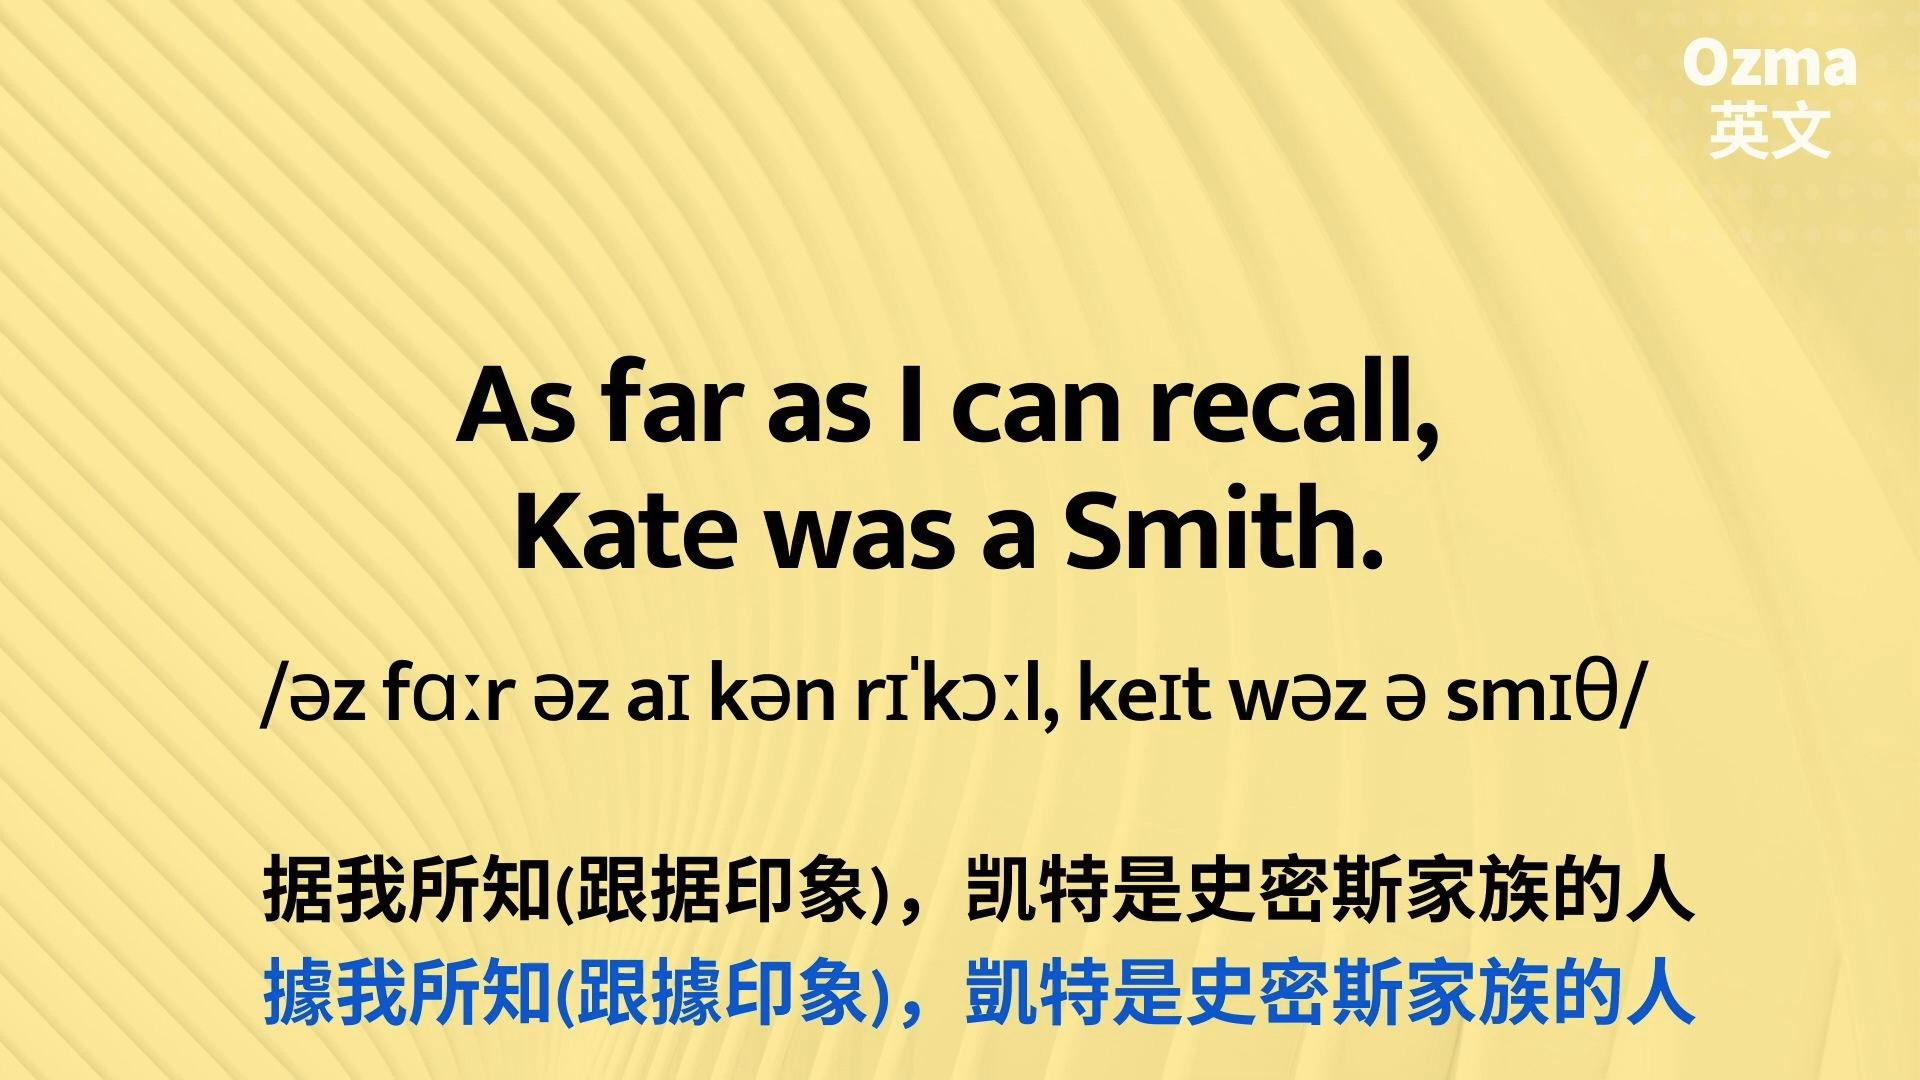 Ozma
英文
As far as I can recall,
Kate was a Smith.
/əz fɑːr əz aɪ kən rɪˈkɔːl, keɪt wəz ə smɪθ/
据我所知(跟据印象)，凯特是史密斯家族的人
據我所知(跟據印象)，凱特是史密斯家族的人